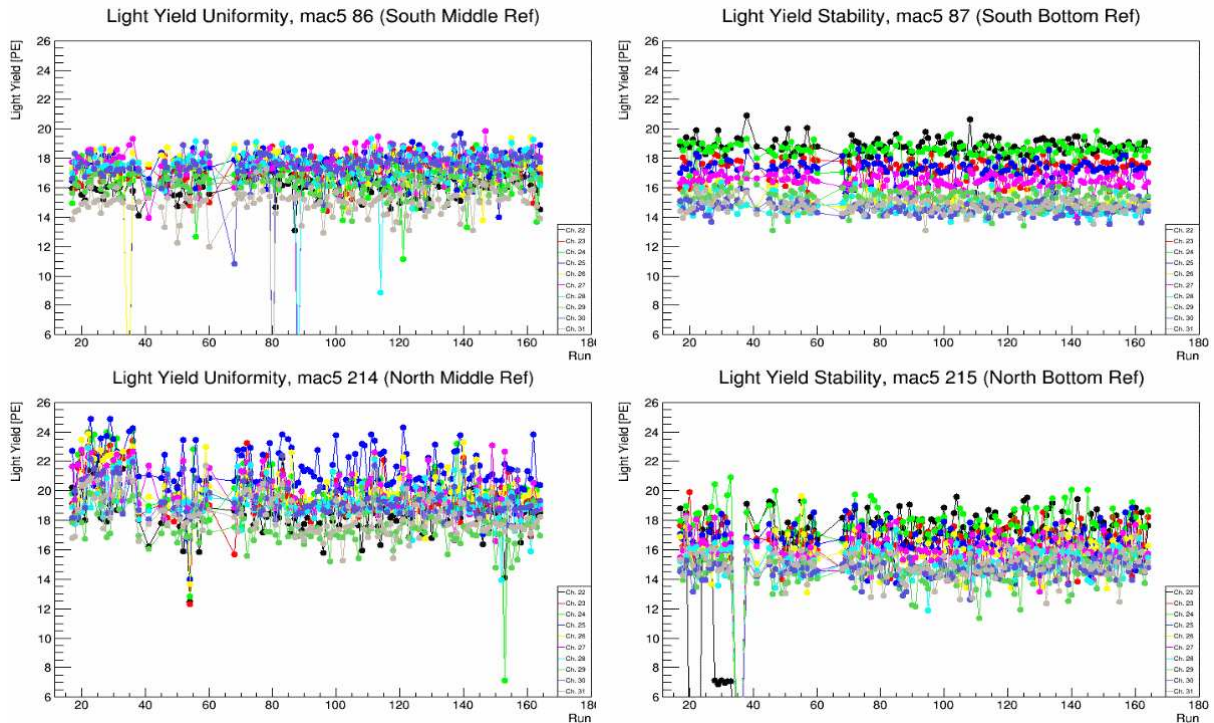 Light Yield Uniformity, mac5 86 (South Middle Ref)
Light Yield [PE]
26
24
22
20
18
16
14
12
10
8
6
20 40 60 80 100 120 140 160 180
Run
Ch. 22
Ch. 23
Ch. 24
Ch. 25
Ch. 26
Ch. 27
Ch. 28
Ch. 29
Ch. 30
Ch. 31
Light Yield Stability, mac5 87 (South Bottom Ref)
Light Yield [PE]
26
24
22
20
18
16
14
12
10
8
6
20 40 60 80 100 120 140 160 180
Run
Ch. 22
Ch. 23
Ch. 24
Ch. 25
Ch. 26
Ch. 27
Ch. 28
Ch. 29
Ch. 30
Ch. 31
Light Yield Uniformity, mac5 214 (North Middle Ref)
Light Yield [PE]
26
24
22
20
18
16
14
12
10
8
6
20 40 60 80 100 120 140 160 180
Run
Ch. 22
Ch. 23
Ch. 24
Ch. 25
Ch. 26
Ch. 27
Ch. 28
Ch. 29
Ch. 30
Ch. 31
Light Yield Stability, mac5 215 (North Bottom Ref)
Light Yield [PE]
26
24
22
20
18
16
14
12
10
8
6
20 40 60 80 100 120 140 160 180
Run
Ch. 22
Ch. 23
Ch. 24
Ch. 25
Ch. 26
Ch. 27
Ch. 28
Ch. 29
Ch. 30
Ch. 31